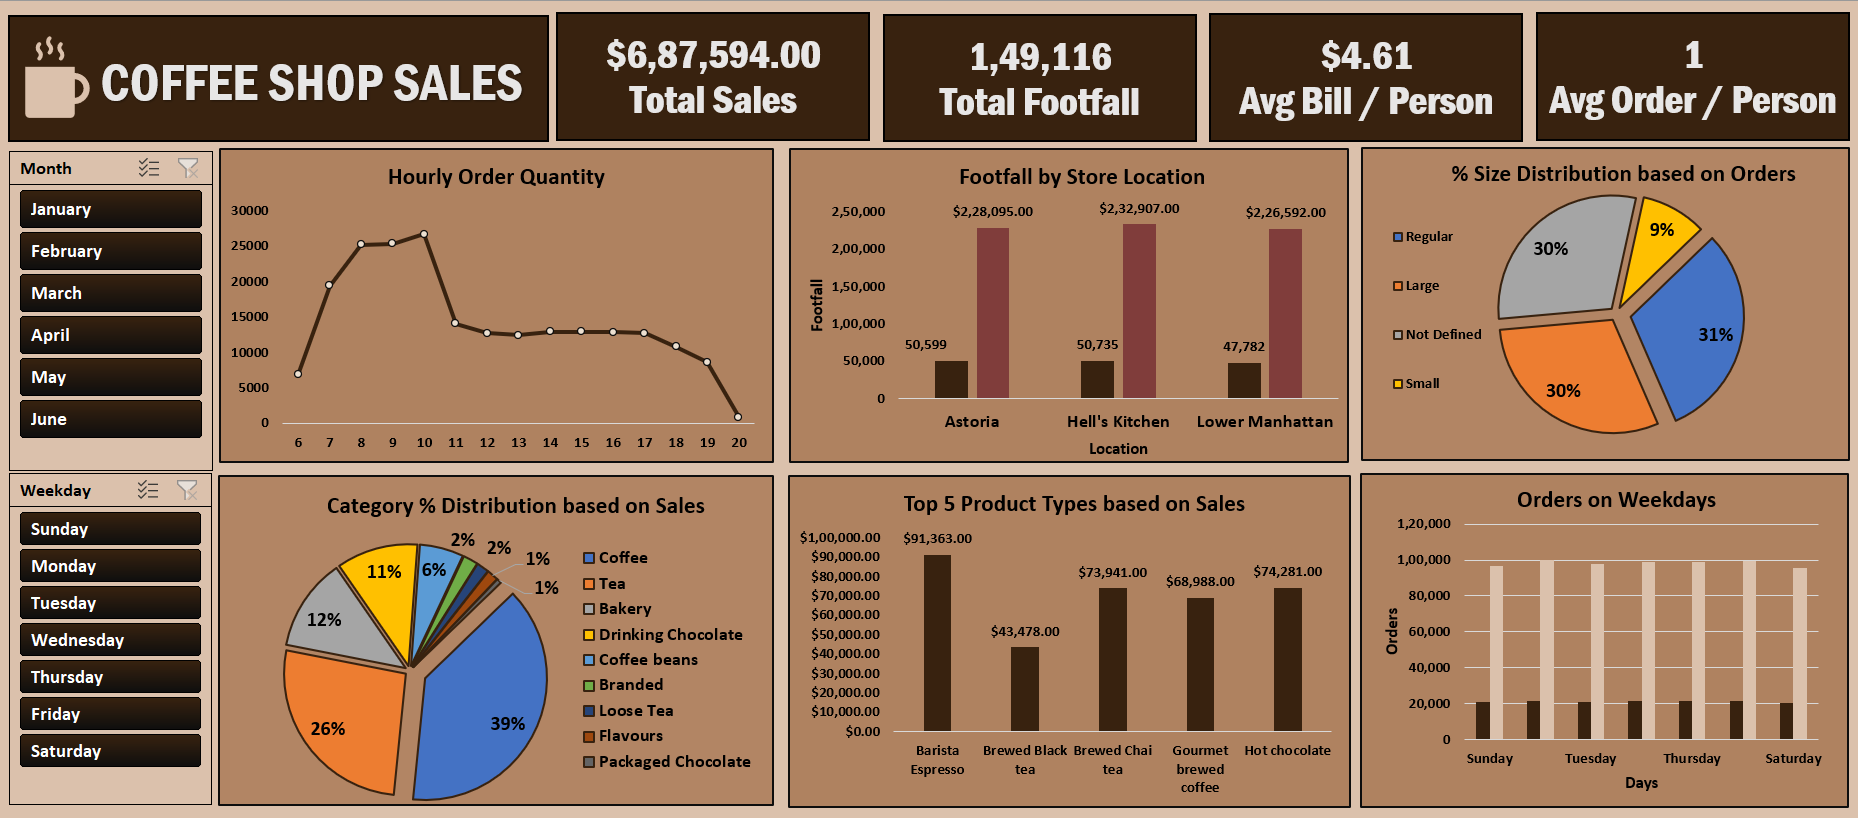 COFFEE SHOP SALES
$6,87,594.00
Total Sales
1,49,116
Total Footfall
$4.61
Avg Bill / Person
1
Avg Order / Person
Month
January
February
March
April
May
June
Weekday
Sunday
Monday
Tuesday
Wednesday
Thursday
Friday
Saturday
Hourly Order Quantity
30000
25000
20000
15000
10000
5000
0
6 7 8 9 10 11 12 13 14 15 16 17 18 19 20
Footfall by Store Location
2,50,000
2,00,000
1,50,000
1,00,000
50,000
0
Footfall
$2,28,095.00
$2,32,907.00
$2,26,592.00
50,599
50,735
47,782
Astoria Hell's Kitchen Lower Manhattan
Location
% Size Distribution based on Orders
Regular
Large
Not Defined
Small
9%
30%
31%
30%
Category % Distribution based on Sales
2%
2%
1%
1%
6%
11%
12%
26%
39%
Coffee
Tea
Bakery
Drinking Chocolate
Coffee beans
Branded
Loose Tea
Flavours
Packaged Chocolate
Top 5 Product Types based on Sales
$1,00,000.00
$90,000.00
$80,000.00
$70,000.00
$60,000.00
$50,000.00
$40,000.00
$30,000.00
$20,000.00
$10,000.00
$0.00
$91,363.00
$43,478.00
$73,941.00
$68,988.00
$74,281.00
Barista
Espresso
Brewed Black
tea
Brewed Chai
tea
Gourmet
brewed
coffee
Hot chocolate
Orders on Weekdays
1,20,000
1,00,000
80,000
60,000
40,000
20,000
0
Orders
Sunday Tuesday Thursday Saturday
Days